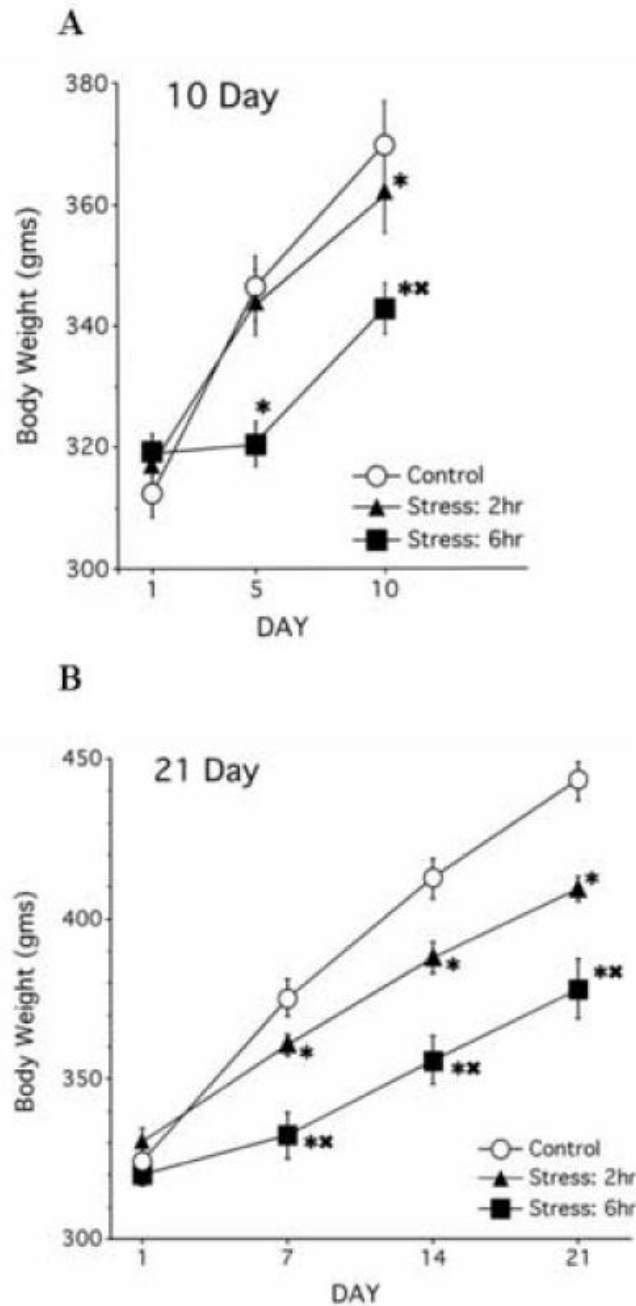 A
10 Day
380
360
340
320
300
Body Weight (gms)
*
*✖
*
Control
Stress: 2hr
Stress: 6hr
1 5 10
DAY
B
21 Day
450
400
350
300
Body Weight (gms)
*
*
*✖
*
*✖
*✖
Control
Stress: 2hr
Stress: 6hr
1 7 14 21
DAY